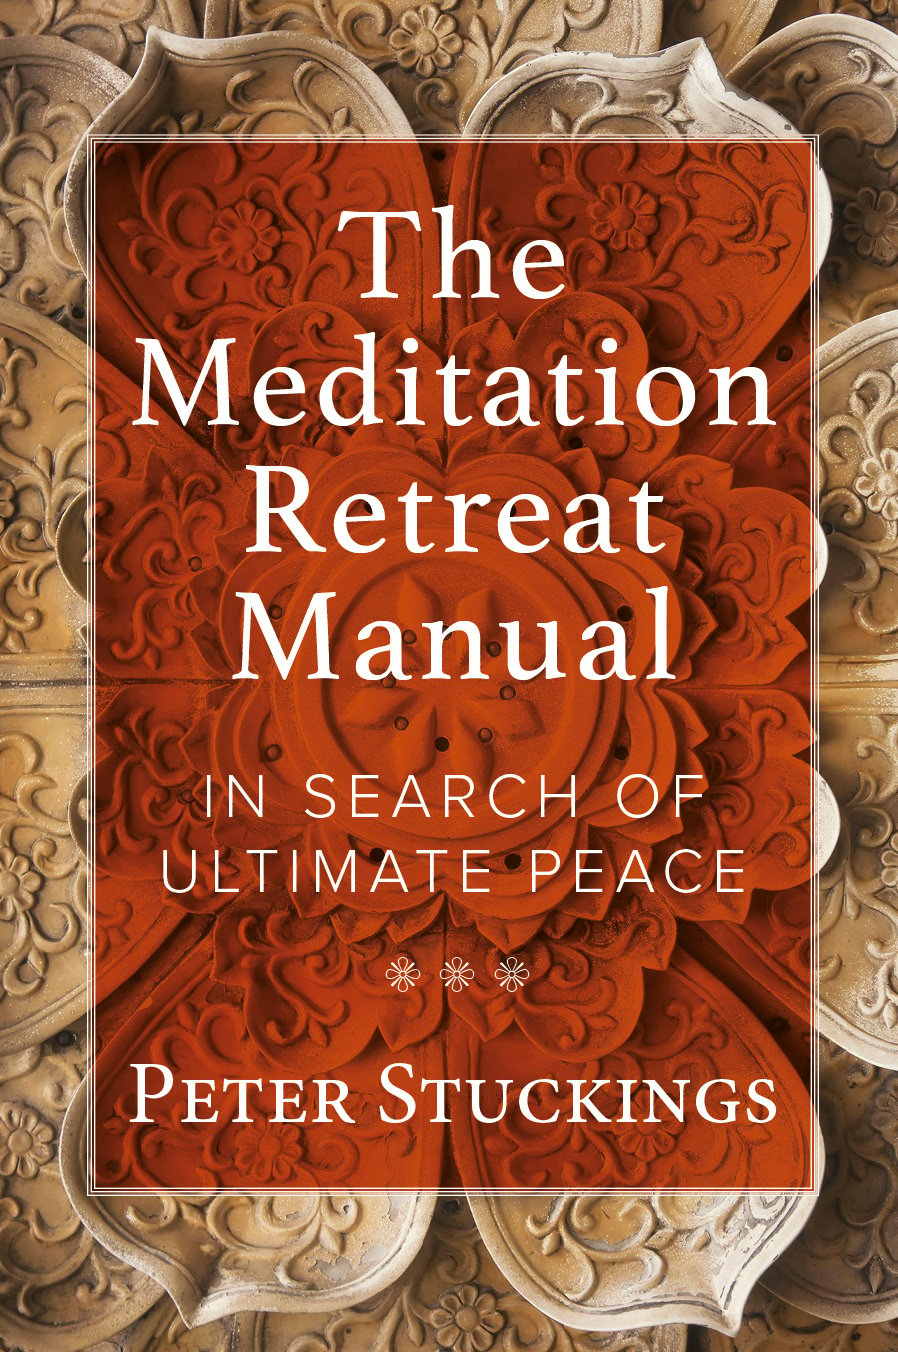 The
Meditation
Retreat
Manual
IN SEARCH OF
ULTIMATE PEACE
PETER STUCKINGS